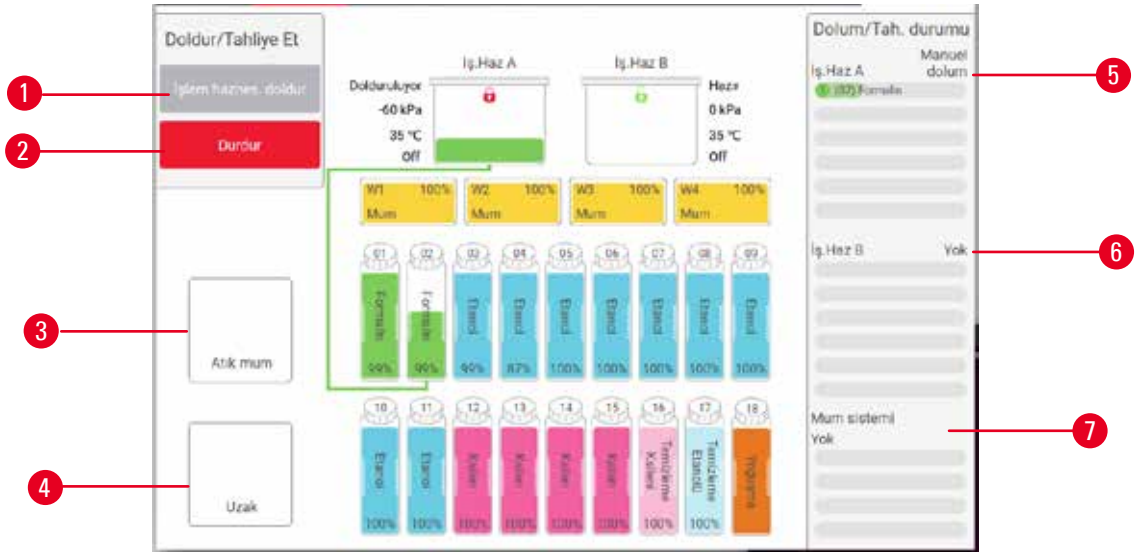 Doldur/Tahliye Et
İşlem haznes. doldur
Durdur
1
2
3
4
Atık mum
Uzak
İş.Haz A
Dolduruluyor
-60 kPa
35 °C
Off
İş.Haz B
Hazır
0 kPa
35 °C
Off
W1 100%
Mum
W2 100%
Mum
W3 100%
Mum
W4 100%
Mum
01 02 03 04 05 06 07 08 09
Formalin Formalin Etanol Etanol Etanol Etanol Etanol Etanol Etanol
99% 99% 99% 87% 100% 100% 100% 100% 100%
10 11 12 13 14 15 16 17 18
Etanol Etanol Ksilen Ksilen Ksilen Ksilen Temizleme Ksileni Temizleme Etanolü
100% 100% 100% 100% 100% 100% 100% 100%
Dolum/Tah. durumu
Manuel
İş.Haz A dolum
1 (02) Formalin
İş.Haz B Yok
Mum sistemi
Yok
5
6
7